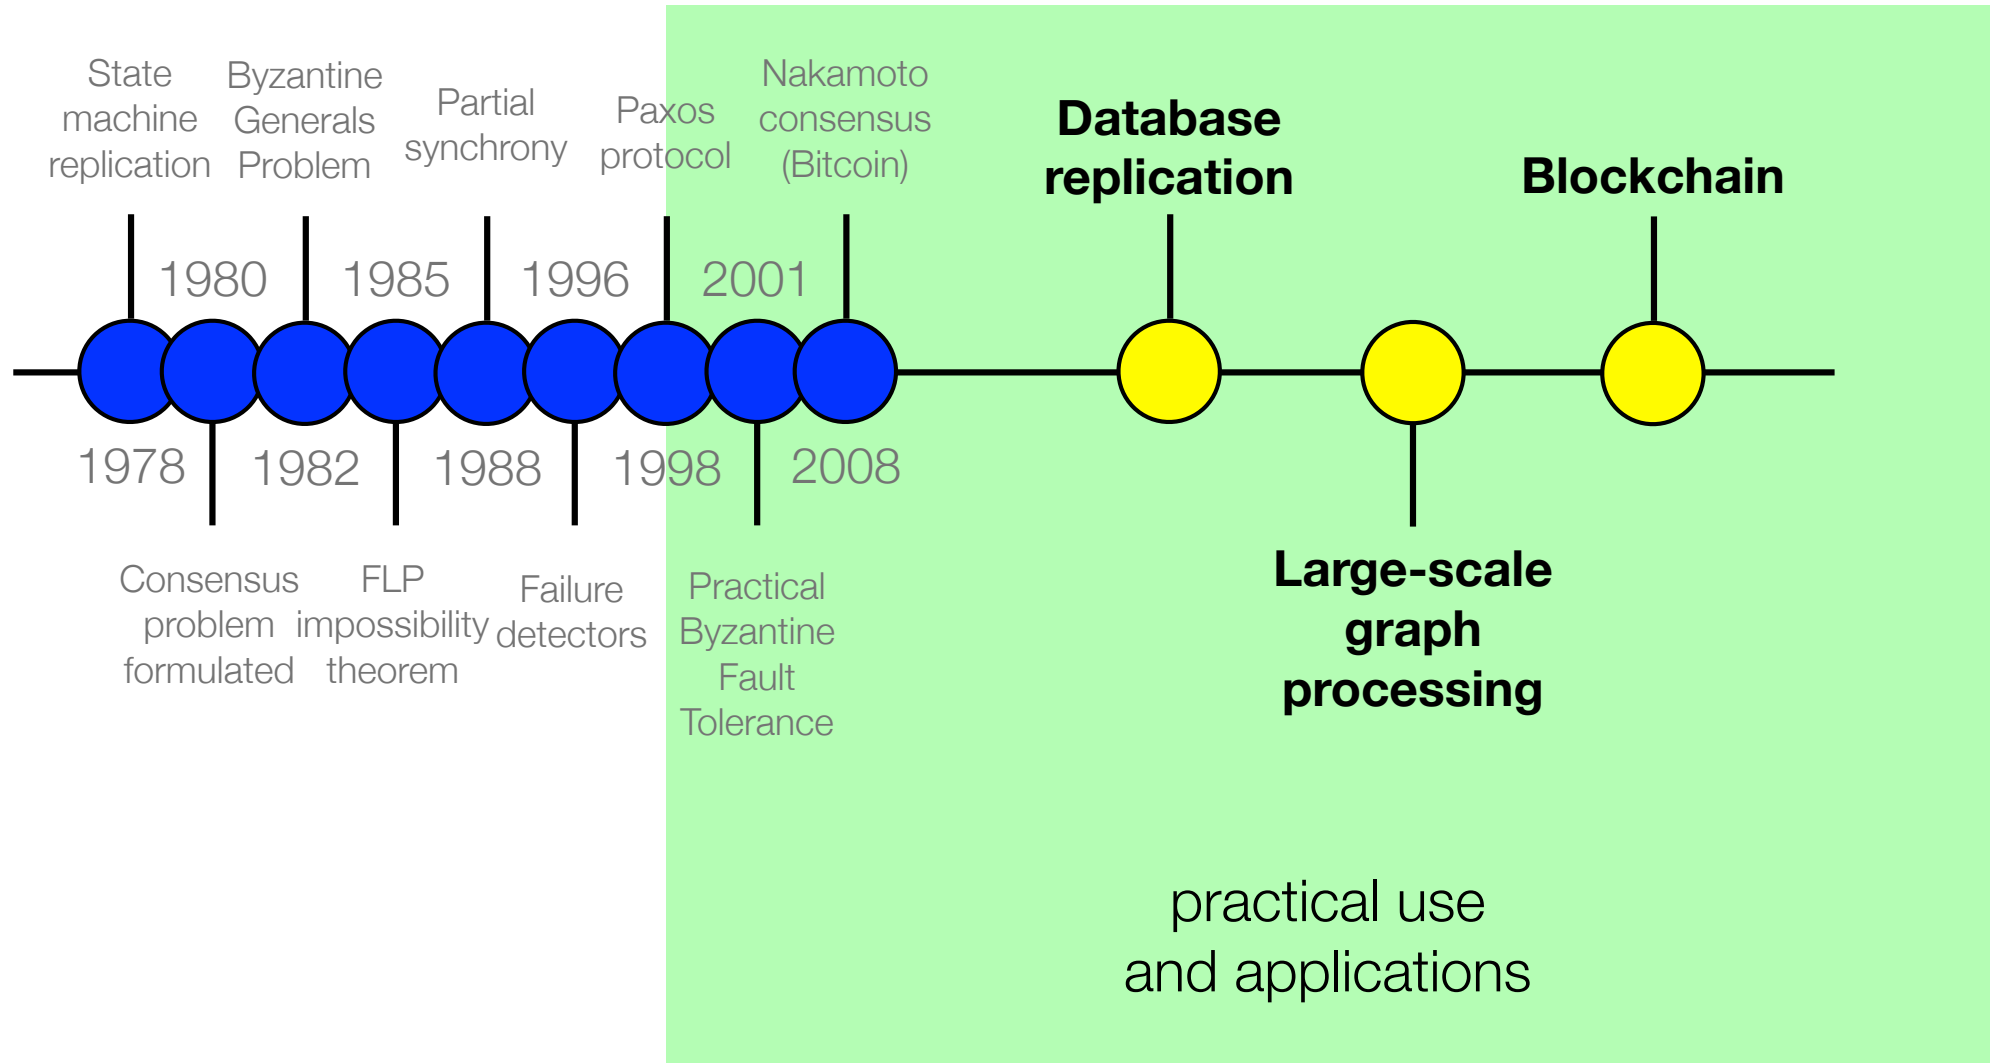 State
machine
replication
Byzantine
Generals
Problem
Partial
synchrony
Paxos
protocol
Nakamoto
consensus
(Bitcoin)
Database
replication
Blockchain
1980
1985
1996
2001
1978
1982
1988
1998
2008
Consensus
problem
formulated
FLP
impossibility
theorem
Failure
detectors
Practical
Byzantine
Fault
Tolerance
Large-scale
graph
processing
practical use
and applications